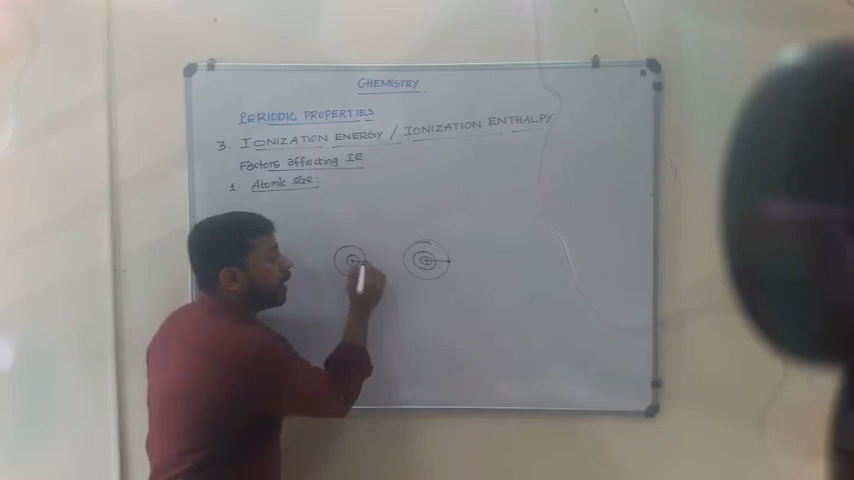 CHEMISTRY
PERIODIC PROPERTIES
3. IONIZATION ENERGY / IONIZATION ENTHALPY
Factors affecting IE
1. Atomic size: